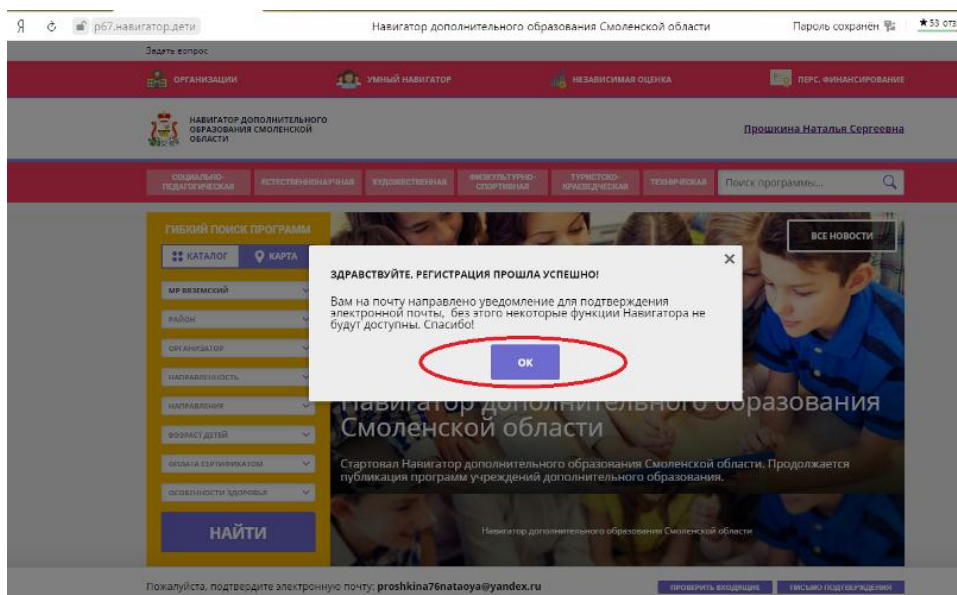 Я р67.навигатор.дети Навигатор дополнительного образования Смоленской области Пароль сохранён ★ 53 отз
Задать вопрос
ОРГАНИЗАЦИИ УМНЫЙ НАВИГАТОР НЕЗАВИСИМАЯ ОЦЕНКА ПЕРС. ФИНАНСИРОВАНИЕ
НАВИГАТОР ДОПОЛНИТЕЛЬНОГО
ОБРАЗОВАНИЯ СМОЛЕНСКОЙ
ОБЛАСТИ
Прошкина Наталья Сергеевна
СОЦИАЛЬНО-
ПЕДАГОГИЧЕСКАЯ
ЕСТЕСТВЕННОНАУЧНАЯ
ХУДОЖЕСТВЕННАЯ
ФИЗКУЛЬТУРНО-
СПОРТИВНАЯ
ТУРИСТСКО-
КРАЕВЕДЧЕСКАЯ
ТЕХНИЧЕСКАЯ
Поиск программы...
ГИБКИЙ ПОИСК ПРОГРАММ
КАТАЛОГ КАРТА
МР ВЯЗЕМСКИЙ
РАЙОН
ОРГАНИЗАТОР
НАПРАВЛЕННОСТЬ
НАПРАВЛЕНИЕ
ВОЗРАСТ ДЕТЕЙ
ОПЛАТА СЕРТИФИКАТОМ
ОСОБЕННОСТИ ЗДОРОВЬЯ
НАЙТИ
ВСЕ НОВОСТИ
ЗДРАВСТВУЙТЕ, РЕГИСТРАЦИЯ ПРОШЛА УСПЕШНО!
Вам на почту направлено уведомление для подтверждения
электронной почты, без этого некоторые функции Навигатора не
будут доступны. Спасибо!
ОК
Навигатор дополнительного образования
Смоленской области
Стартовал Навигатор дополнительного образования Смоленской области. Продолжается
публикация программ учреждений дополнительного образования.
Навигатор дополнительного образования Смоленской области
Пожалуйста, подтвердите электронную почту: proshkina76nataoya@yandex.ru ПРОВЕРИТЬ ВХОДЯЩИЕ ПИСЬМО ПОДТВЕРЖДЕНИЯ